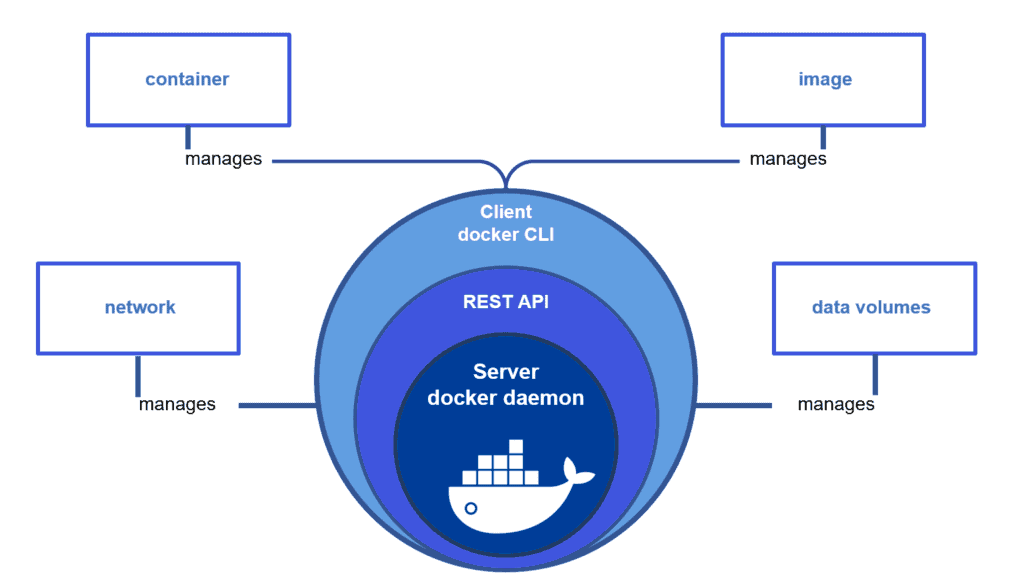 container
image
manages
manages
Client
docker CLI
network
REST API
data volumes
Server
docker daemon
manages
manages